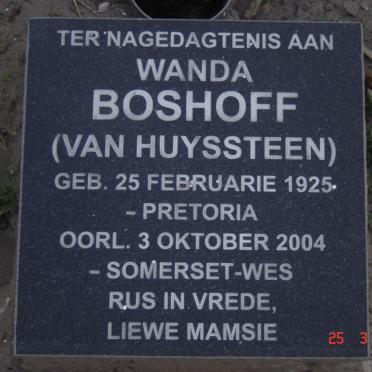 TER NAGEDAGTENIS AAN
WANDA
BOSHOFF
(VAN HUYSSTEEN)
GEB. 25 FEBRUARIE 1925
– PRETORIA
OORL. 3 OKTOBER 2004
– SOMERSET-WES
RUS IN VREDE,
LIEWE MAMSIE
25 3